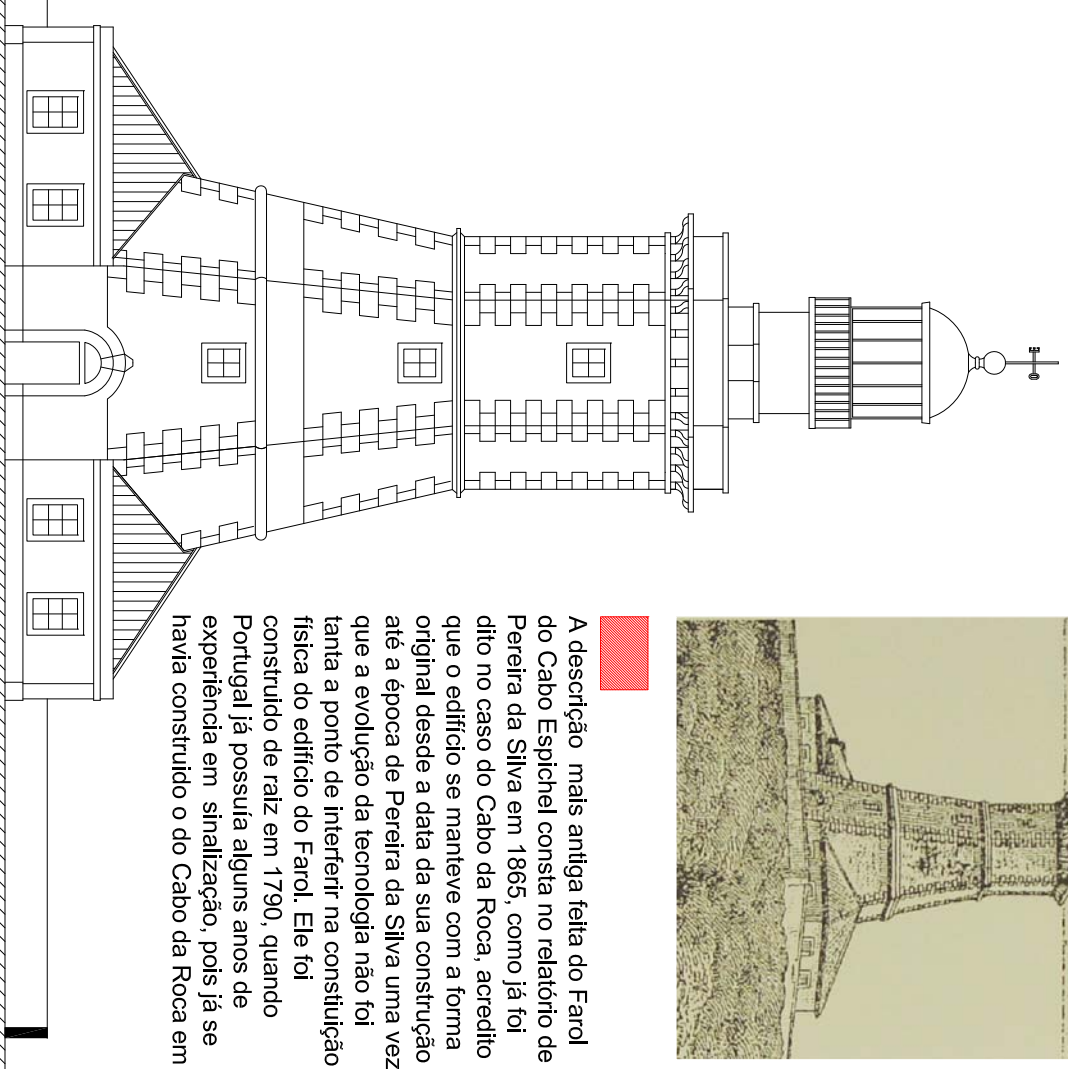 A descrição mais antiga feita do Farol
do Cabo Espichel consta no relatório de
Pereira da Silva em 1865, como já foi
dito no caso do Cabo da Roca, acredito
que o edifício se manteve com a forma
original desde a data da sua construção
até a época de Pereira da Silva uma vez
que a evolução da tecnologia não foi
tanta a ponto de interferir na constiuição
física do edifício do Farol. Ele foi
construido de raiz em 1790, quando
Portugal já possuía alguns anos de
experiência em sinalização, pois já se
havia construido o do Cabo da Roca em
E
O